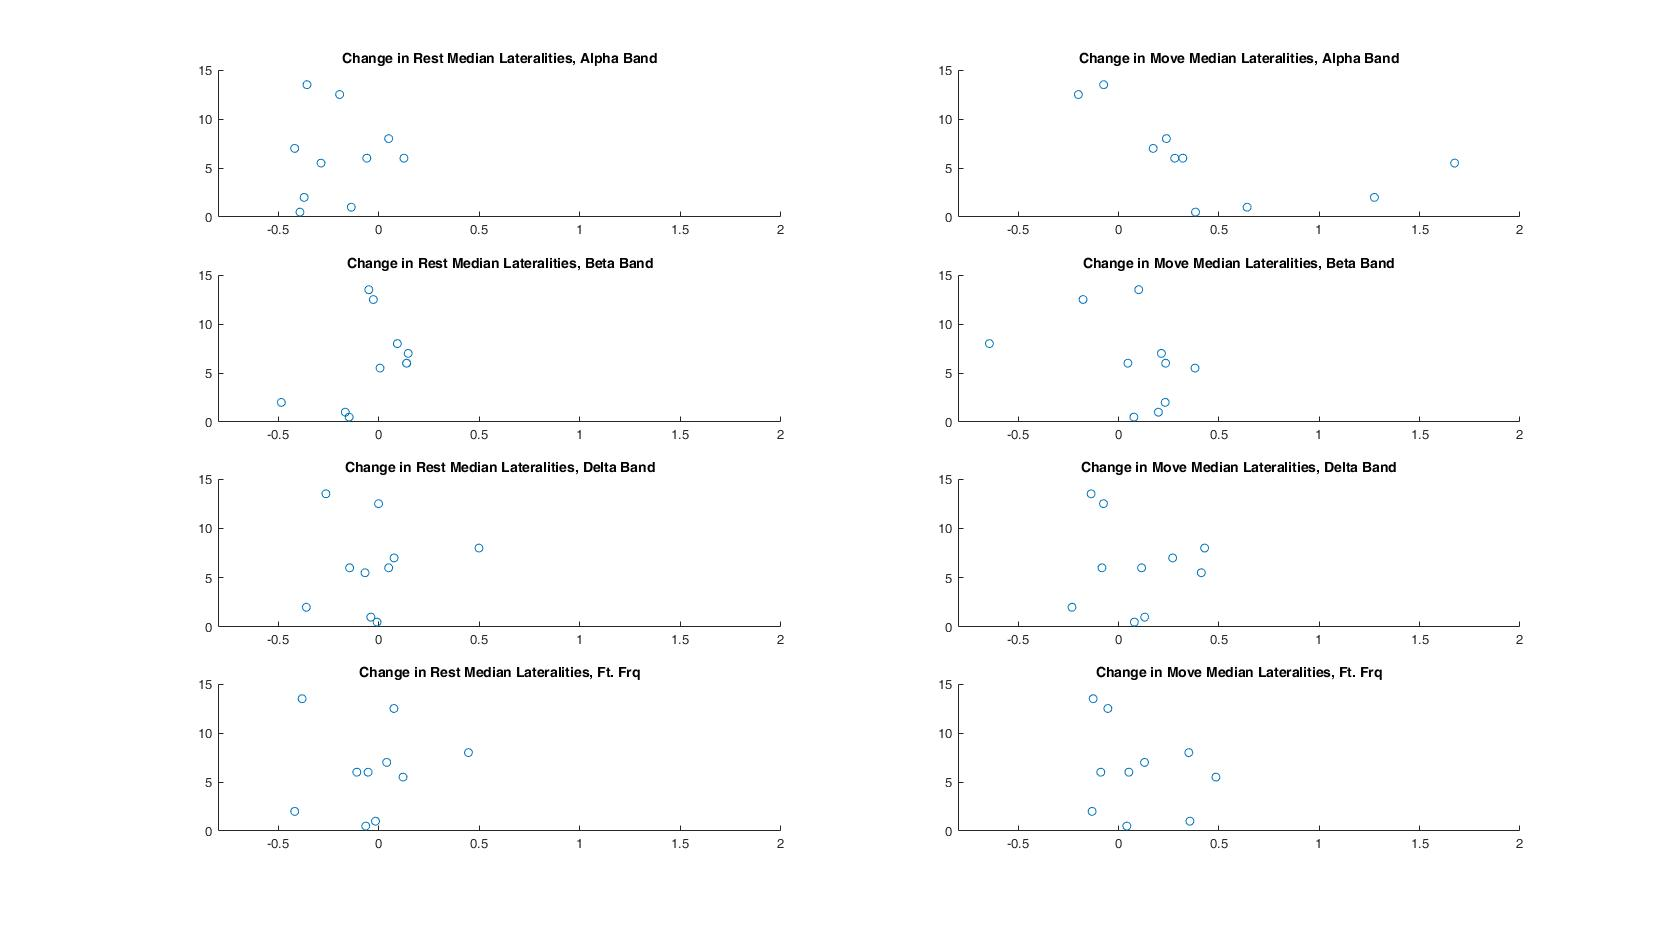 Change in Rest Median Lateralities, Alpha Band
15
10
5
0
-0.5 0 0.5 1 1.5 2
Change in Move Median Lateralities, Alpha Band
15
10
5
0
-0.5 0 0.5 1 1.5 2
Change in Rest Median Lateralities, Beta Band
15
10
5
0
-0.5 0 0.5 1 1.5 2
Change in Move Median Lateralities, Beta Band
15
10
5
0
-0.5 0 0.5 1 1.5 2
Change in Rest Median Lateralities, Delta Band
15
10
5
0
-0.5 0 0.5 1 1.5 2
Change in Move Median Lateralities, Delta Band
15
10
5
0
-0.5 0 0.5 1 1.5 2
Change in Rest Median Lateralities, Ft. Frq
15
10
5
0
-0.5 0 0.5 1 1.5 2
Change in Move Median Lateralities, Ft. Frq
15
10
5
0
-0.5 0 0.5 1 1.5 2